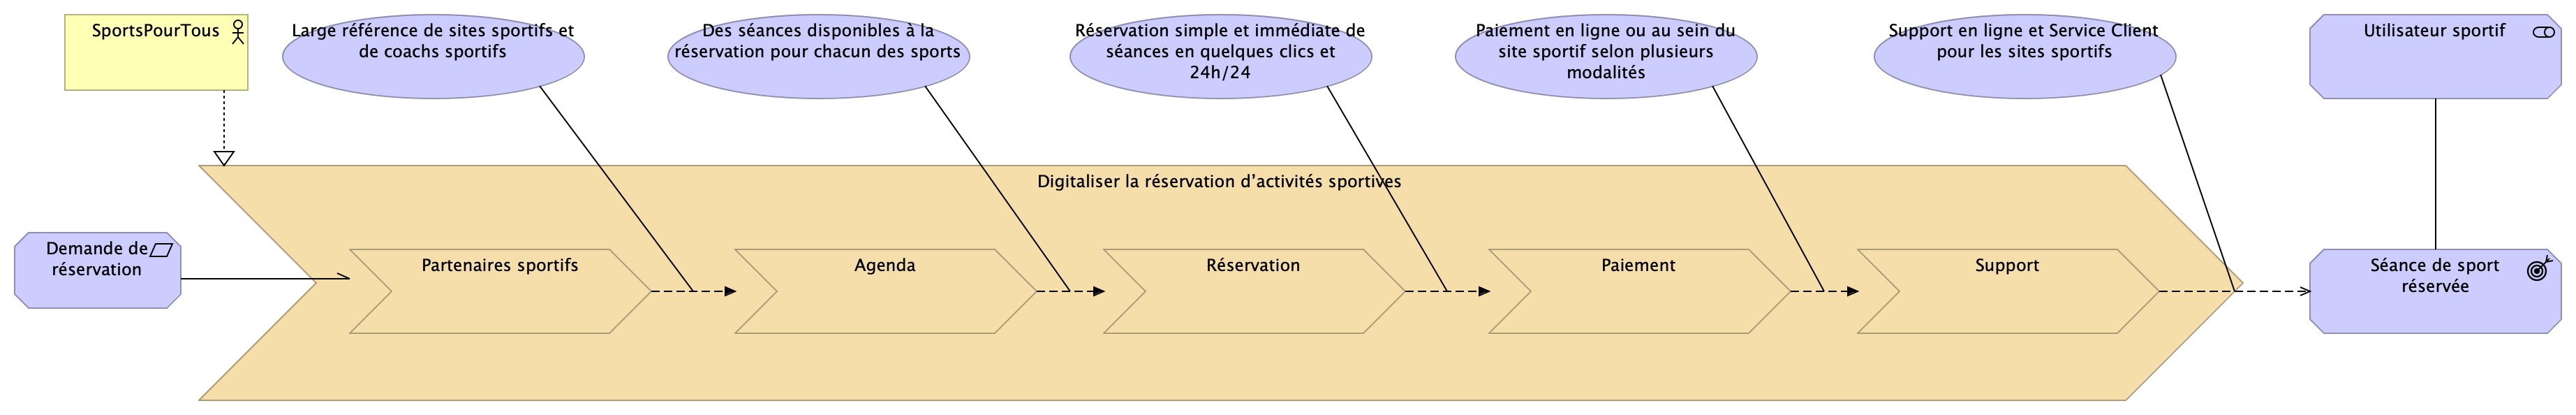 SportsPourTous
Large référence de sites sportifs et
de coachs sportifs
Des séances disponibles à la
réservation pour chacun des sports
Réservation simple et immédiate de
séances en quelques clics et
24h/24
Paiement en ligne ou au sein du
site sportif selon plusieurs
modalités
Support en ligne et Service Client
pour les sites sportifs
Utilisateur sportif
Digitaliser la réservation d’activités sportives
Demande de
réservation
Partenaires sportifs
Agenda
Réservation
Paiement
Support
Séance de sport
réservée